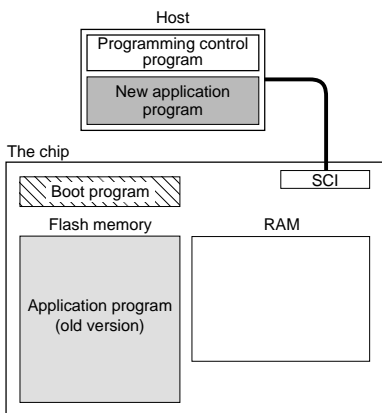 Host
Programming control
program
New application
program
The chip
SCI
Boot program
Flash memory
RAM
Application program
(old version)